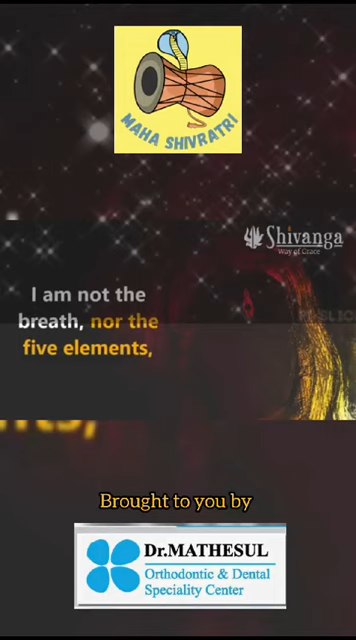 MAHA SHIVRATRI
Shivanga
Way of Grace
I am not the
breath, nor the
five elements,
Brought to you by
Dr.MATHESUL
Orthodontic & Dental
Speciality Center